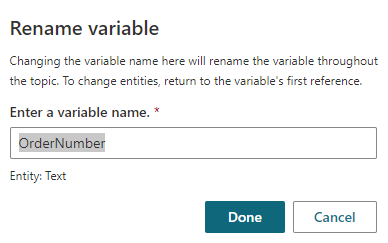 Rename variable
Changing the variable name here will rename the variable throughout
the topic. To change entities, return to the variable's first reference.
Enter a variable name. *
OrderNumber
Entity: Text
Done
Cancel